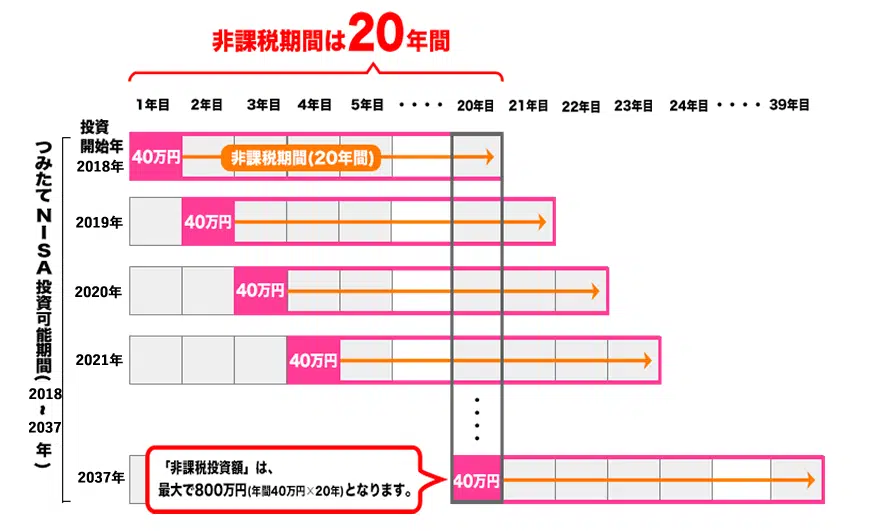 非課税期間は20年間
1年目 2年目 3年目 4年目 5年目 ・・・・ 20年目 21年目 22年目 23年目 24年目 ・・・・ 39年目
つみたてNISA投資可能期間(2018~2037年)
投資
開始年
2018年 40万円 非課税期間(20年間)
2019年 40万円
2020年 40万円
2021年 40万円
・・・・
2037年 40万円
「非課税投資額」は、
最大で800万円(年間40万円×20年)となります。